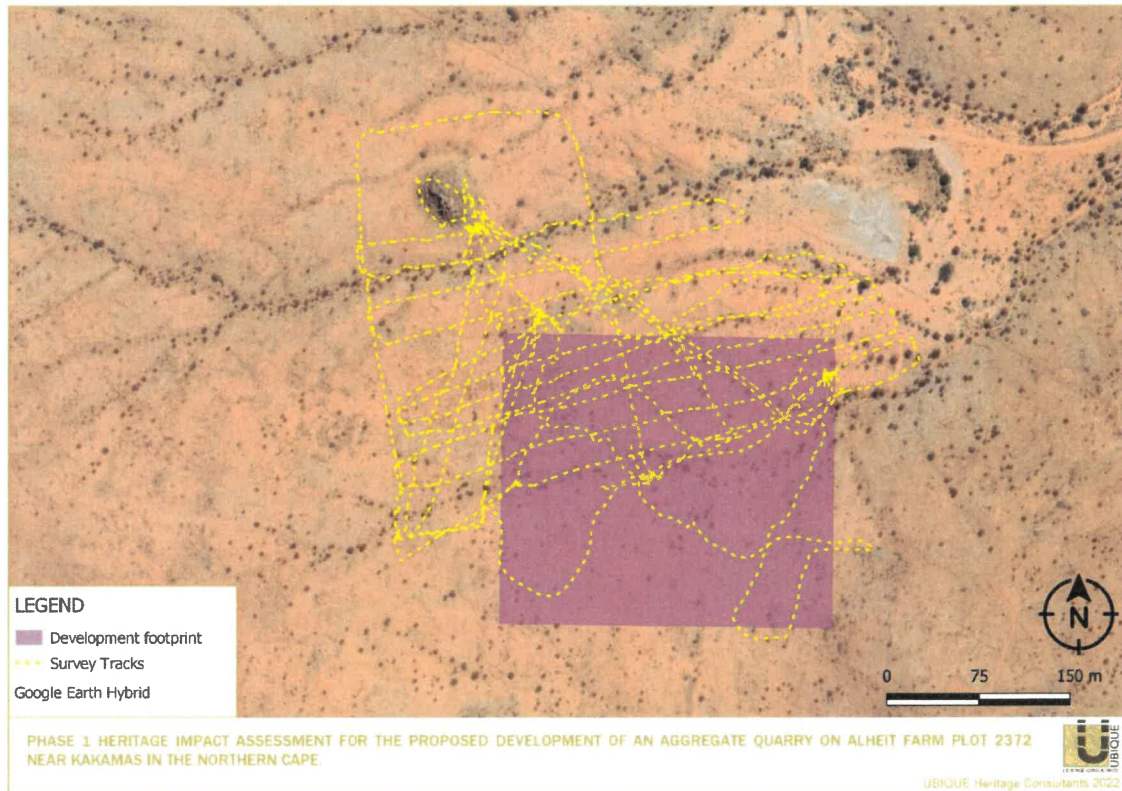 N
LEGEND
Development footprint
Survey Tracks
Google Earth Hybrid
0 75 150 m
PHASE 1 HERITAGE IMPACT ASSESSMENT FOR THE PROPOSED DEVELOPMENT OF AN AGGREGATE QUARRY ON ALHEIT FARM PLOT 2372
NEAR KAKAMAS IN THE NORTHERN CAPE.
UBIQUE
UBIQUE Heritage Consultants 2022